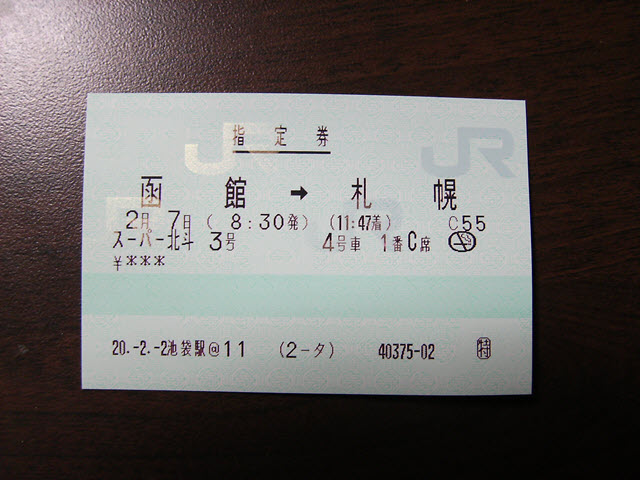 指定券
函館 → 札幌
2月 7日 ( 8:30発) (11:47着) C55
スーパー北斗 3号 4号車 1番C席
¥***
20.-2.-2池袋駅@11 (2-タ) 40375-02 特
JR JR